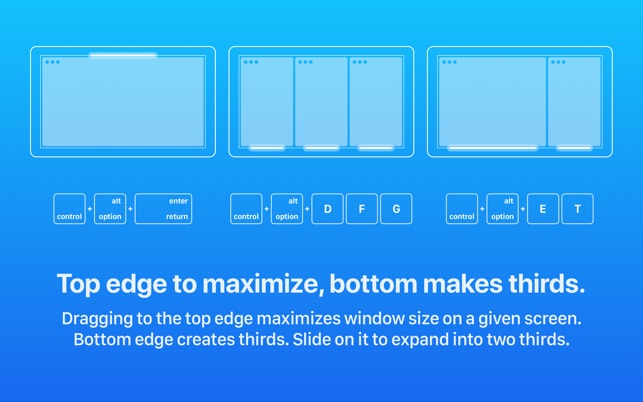 control + alt option + enter return
control + alt option + D F G
control + alt option + E T
Top edge to maximize, bottom makes thirds.
Dragging to the top edge maximizes window size on a given screen.
Bottom edge creates thirds. Slide on it to expand into two thirds.